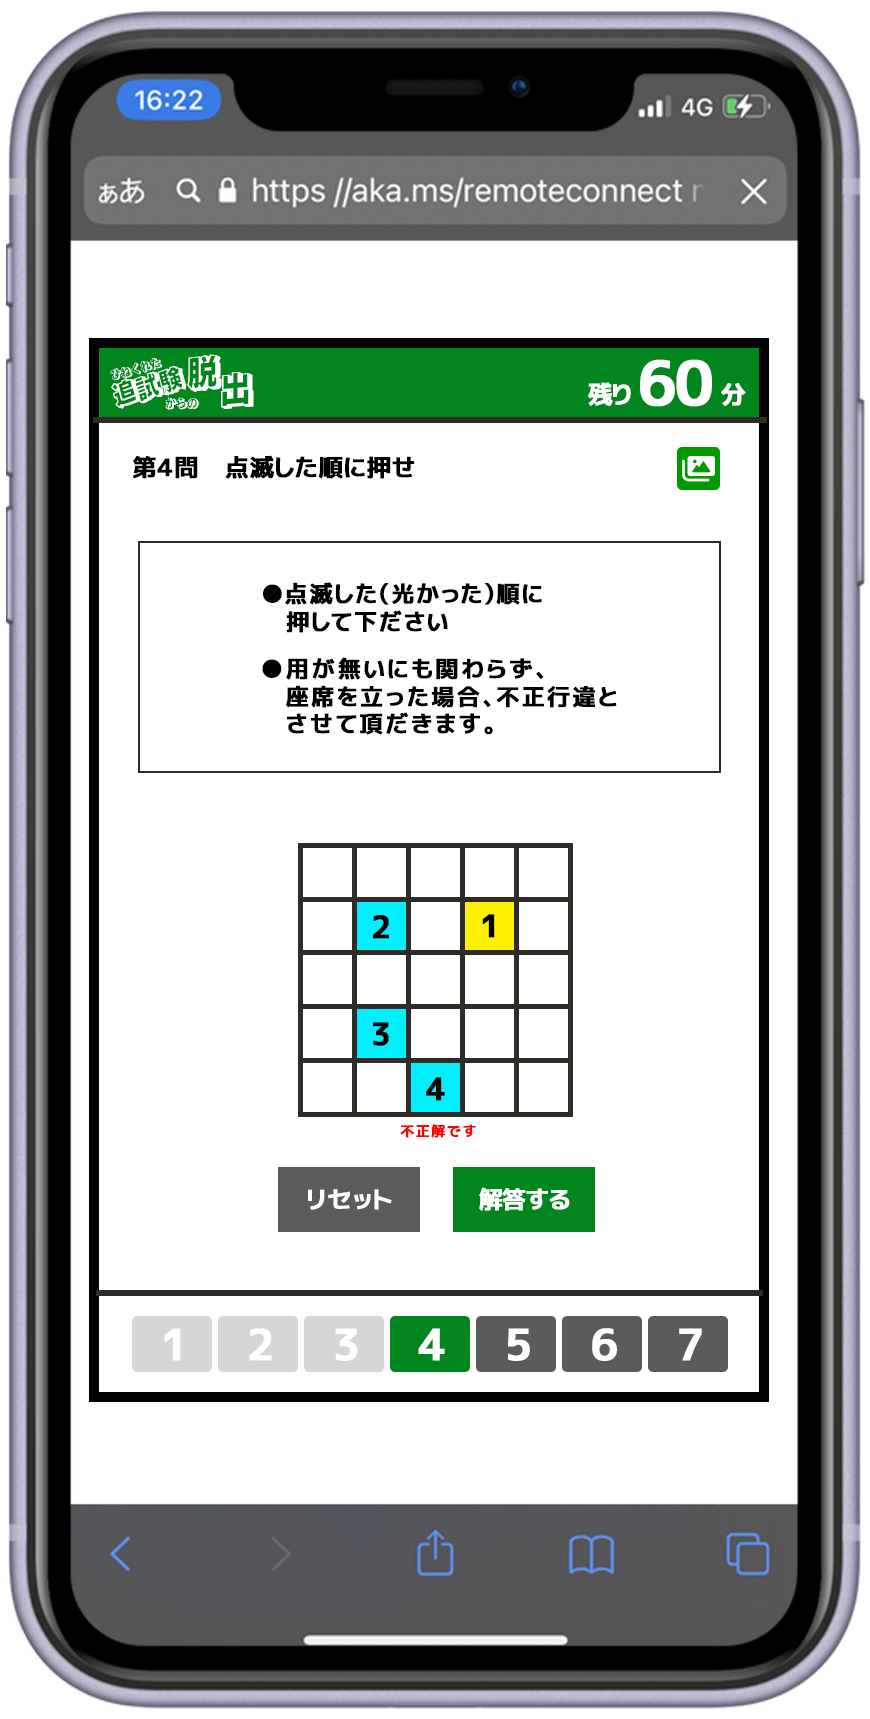 16:22
4G
ああ https //aka.ms/remoteconnect
ひねくれた
追試験脱出
からの
残り60分
第4問 点滅した順に押せ
●点滅した(光かった)順に
押して下ださい
●用が無いにも関わらず、
座席を立った場合、不正行違と
させて頂だきます。
2 1
3
4
不正解です
リセット 解答する
1 2 3 4 5 6 7